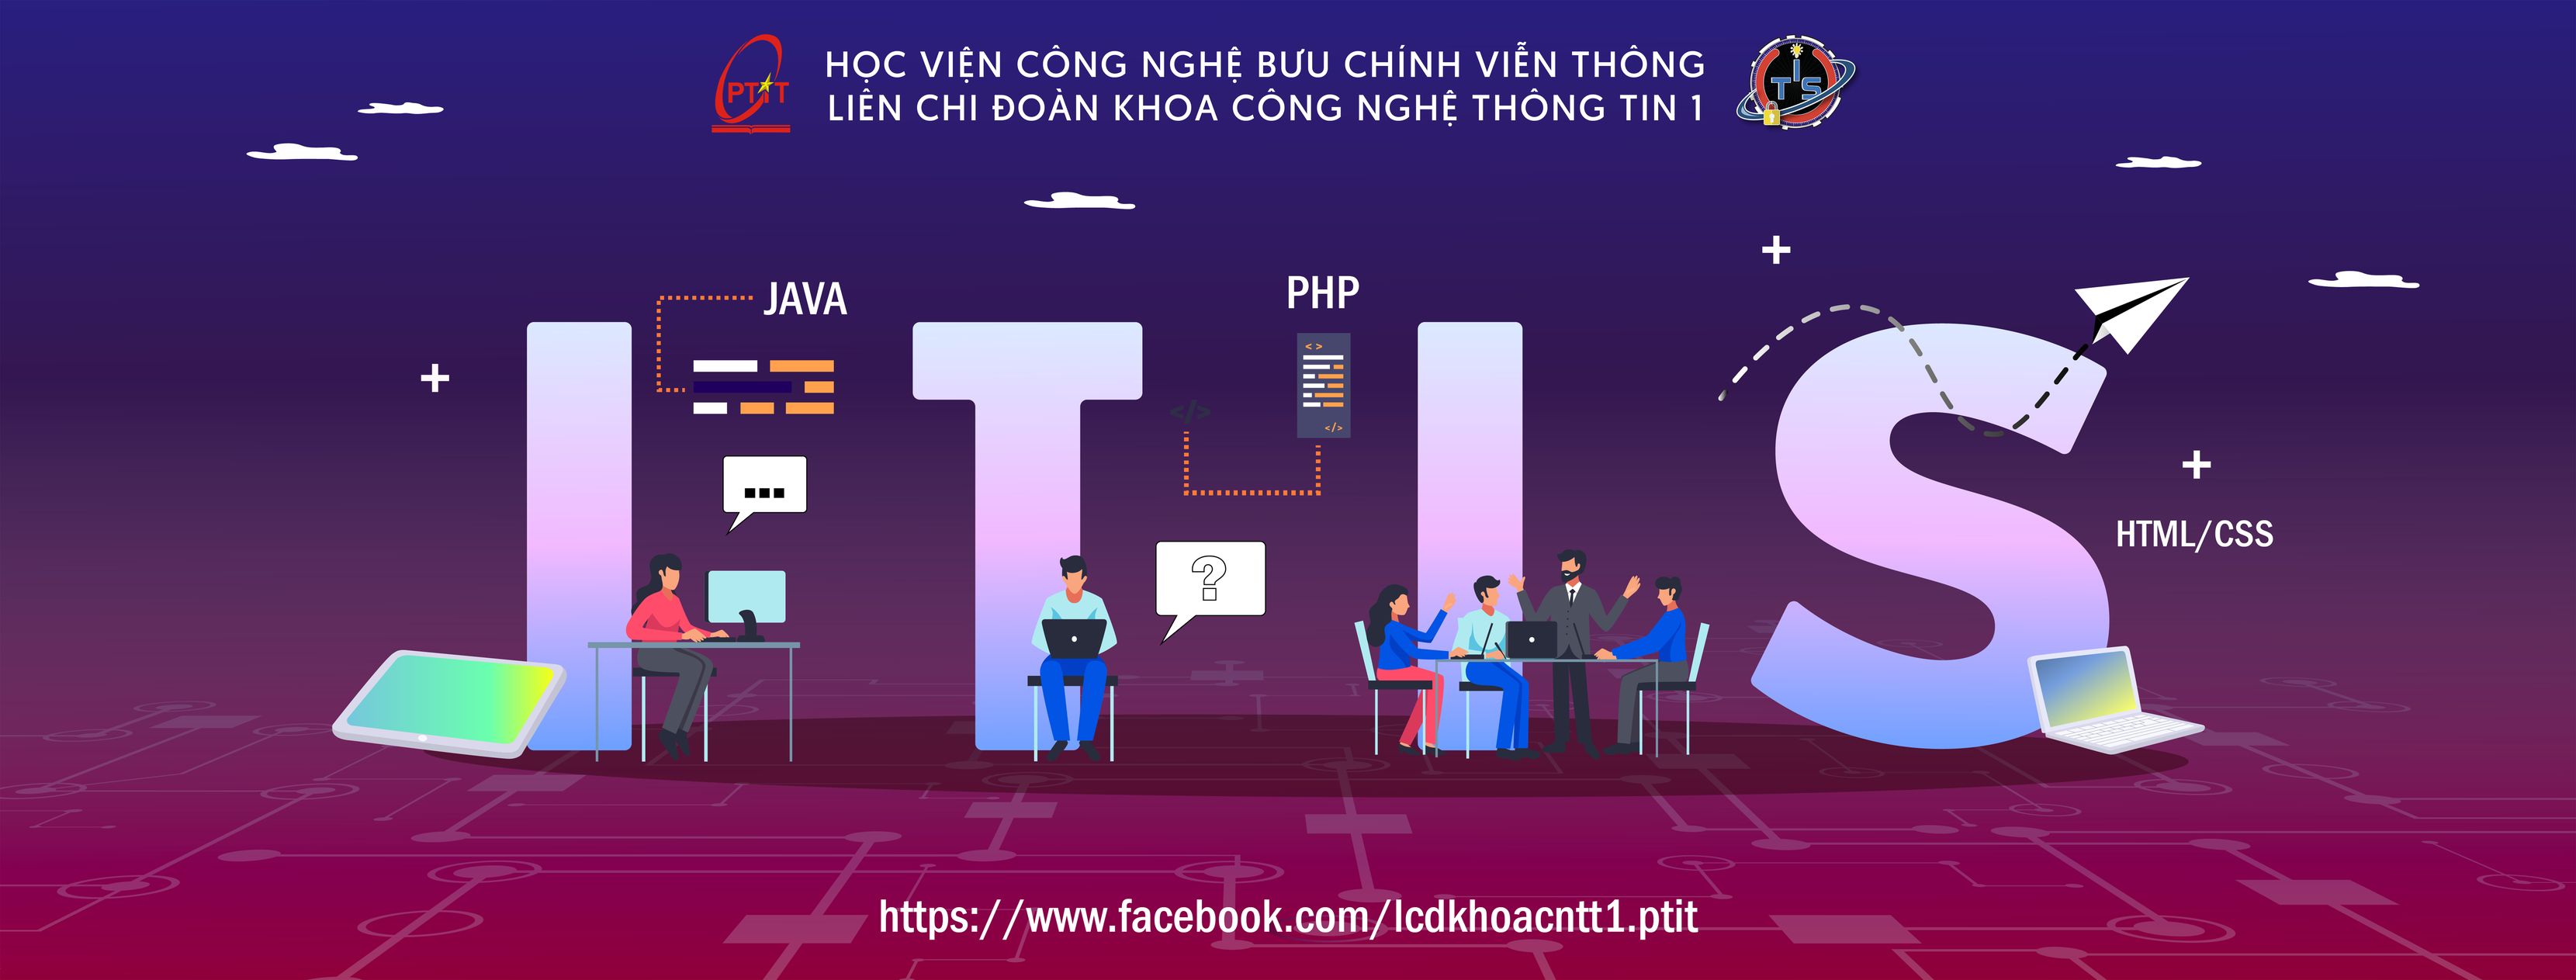 HỌC VIỆN CÔNG NGHỆ BƯU CHÍNH VIỄN THÔNG
LIÊN CHI ĐOÀN KHOA CÔNG NGHỆ THÔNG TIN 1
PTIT
ITS
JAVA
PHP
< >
</>
</>
I T I S
...
?
HTML/CSS
https://www.facebook.com/lcdkhoacntt1.ptit